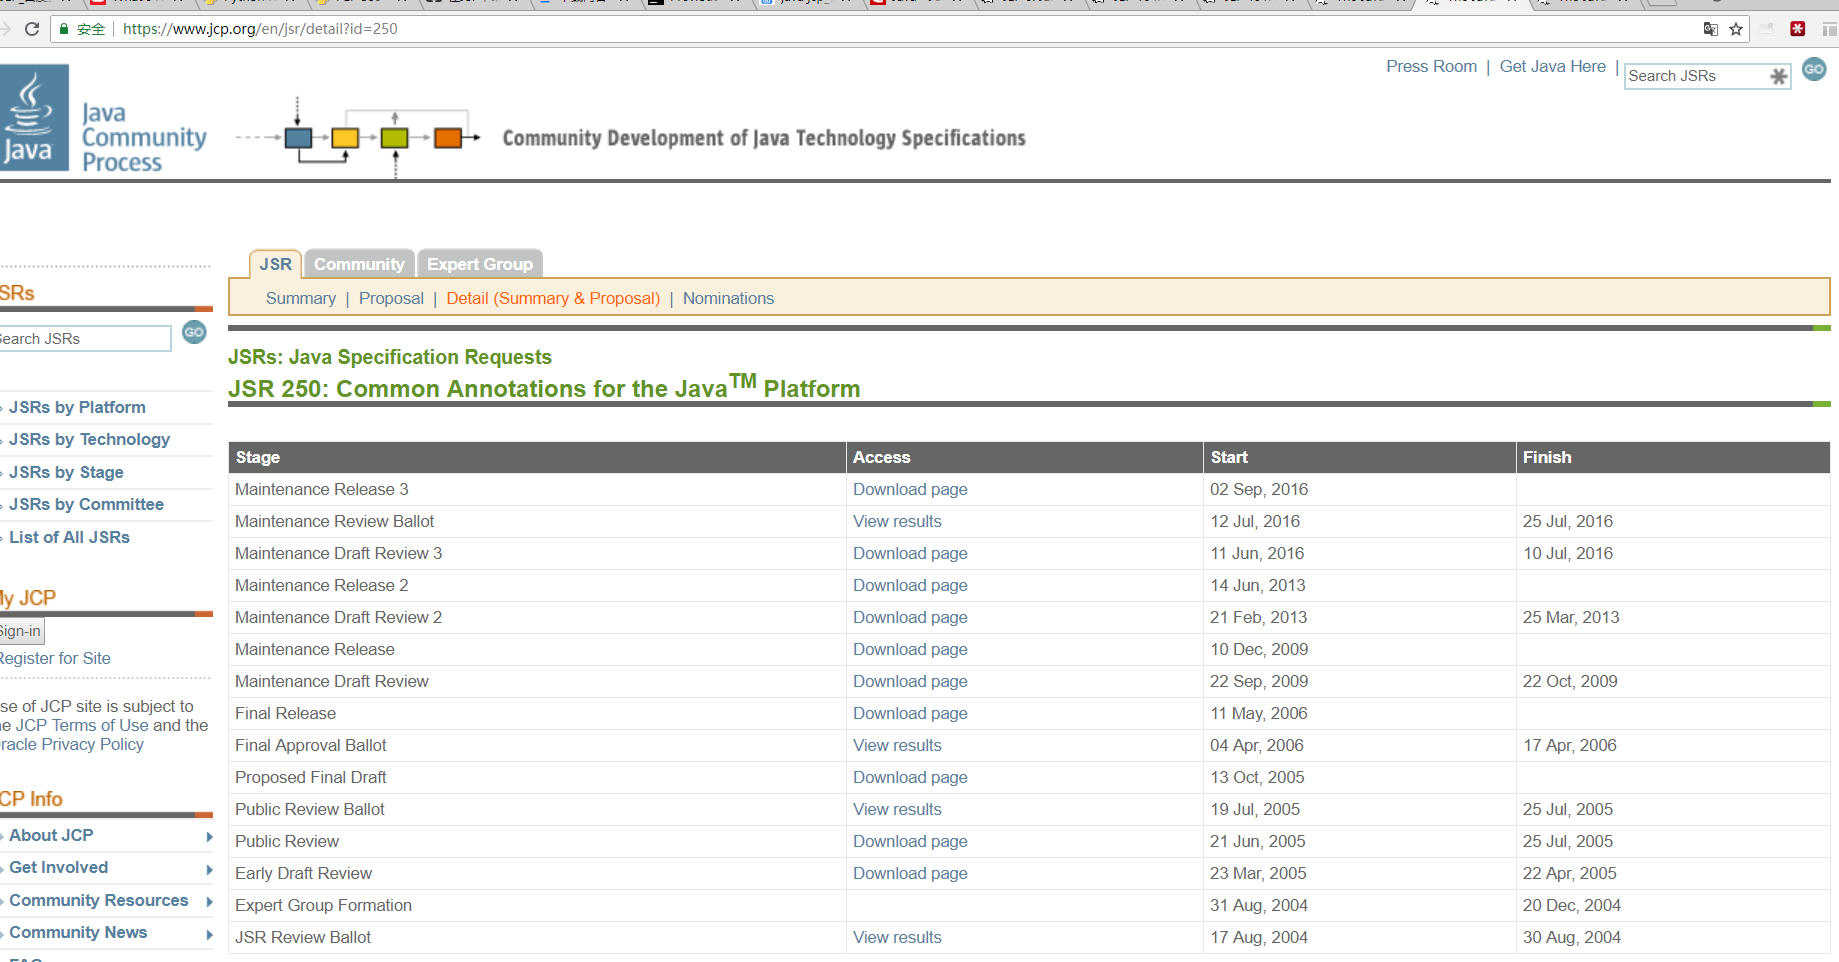 安全 | https://www.jcp.org/en/jsr/detail?id=250
Press Room | Get Java Here | Search JSRs GO
Java
Java
Community
Process
Community Development of Java Technology Specifications
JSR Community Expert Group
Summary | Proposal | Detail (Summary & Proposal) | Nominations
SRs
earch JSRs GO
JSRs by Platform
JSRs by Technology
JSRs by Stage
JSRs by Committee
List of All JSRs
y JCP
Sign-in
Register for Site
se of JCP site is subject to
e JCP Terms of Use and the
racle Privacy Policy
CP Info
About JCP
Get Involved
Community Resources
Community News
JSRs: Java Specification Requests
JSR 250: Common Annotations for the Java™ Platform
Stage Access Start Finish
Maintenance Release 3 Download page 02 Sep, 2016
Maintenance Review Ballot View results 12 Jul, 2016 25 Jul, 2016
Maintenance Draft Review 3 Download page 11 Jun, 2016 10 Jul, 2016
Maintenance Release 2 Download page 14 Jun, 2013
Maintenance Draft Review 2 Download page 21 Feb, 2013 25 Mar, 2013
Maintenance Release Download page 10 Dec, 2009
Maintenance Draft Review Download page 22 Sep, 2009 22 Oct, 2009
Final Release Download page 11 May, 2006
Final Approval Ballot View results 04 Apr, 2006 17 Apr, 2006
Proposed Final Draft Download page 13 Oct, 2005
Public Review Ballot View results 19 Jul, 2005 25 Jul, 2005
Public Review Download page 21 Jun, 2005 25 Jul, 2005
Early Draft Review Download page 23 Mar, 2005 22 Apr, 2005
Expert Group Formation 31 Aug, 2004 20 Dec, 2004
JSR Review Ballot View results 17 Aug, 2004 30 Aug, 2004